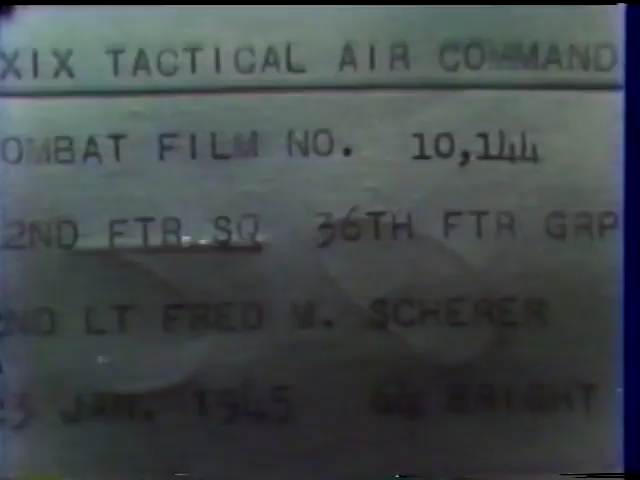 XIX TACTICAL AIR COMMAND
OMBAT FILM NO. 10,144
2ND FTR SQ 36TH FTR GRP
ND LT FRED W. SCHERER
3 JAN. 1945 BRIGHT